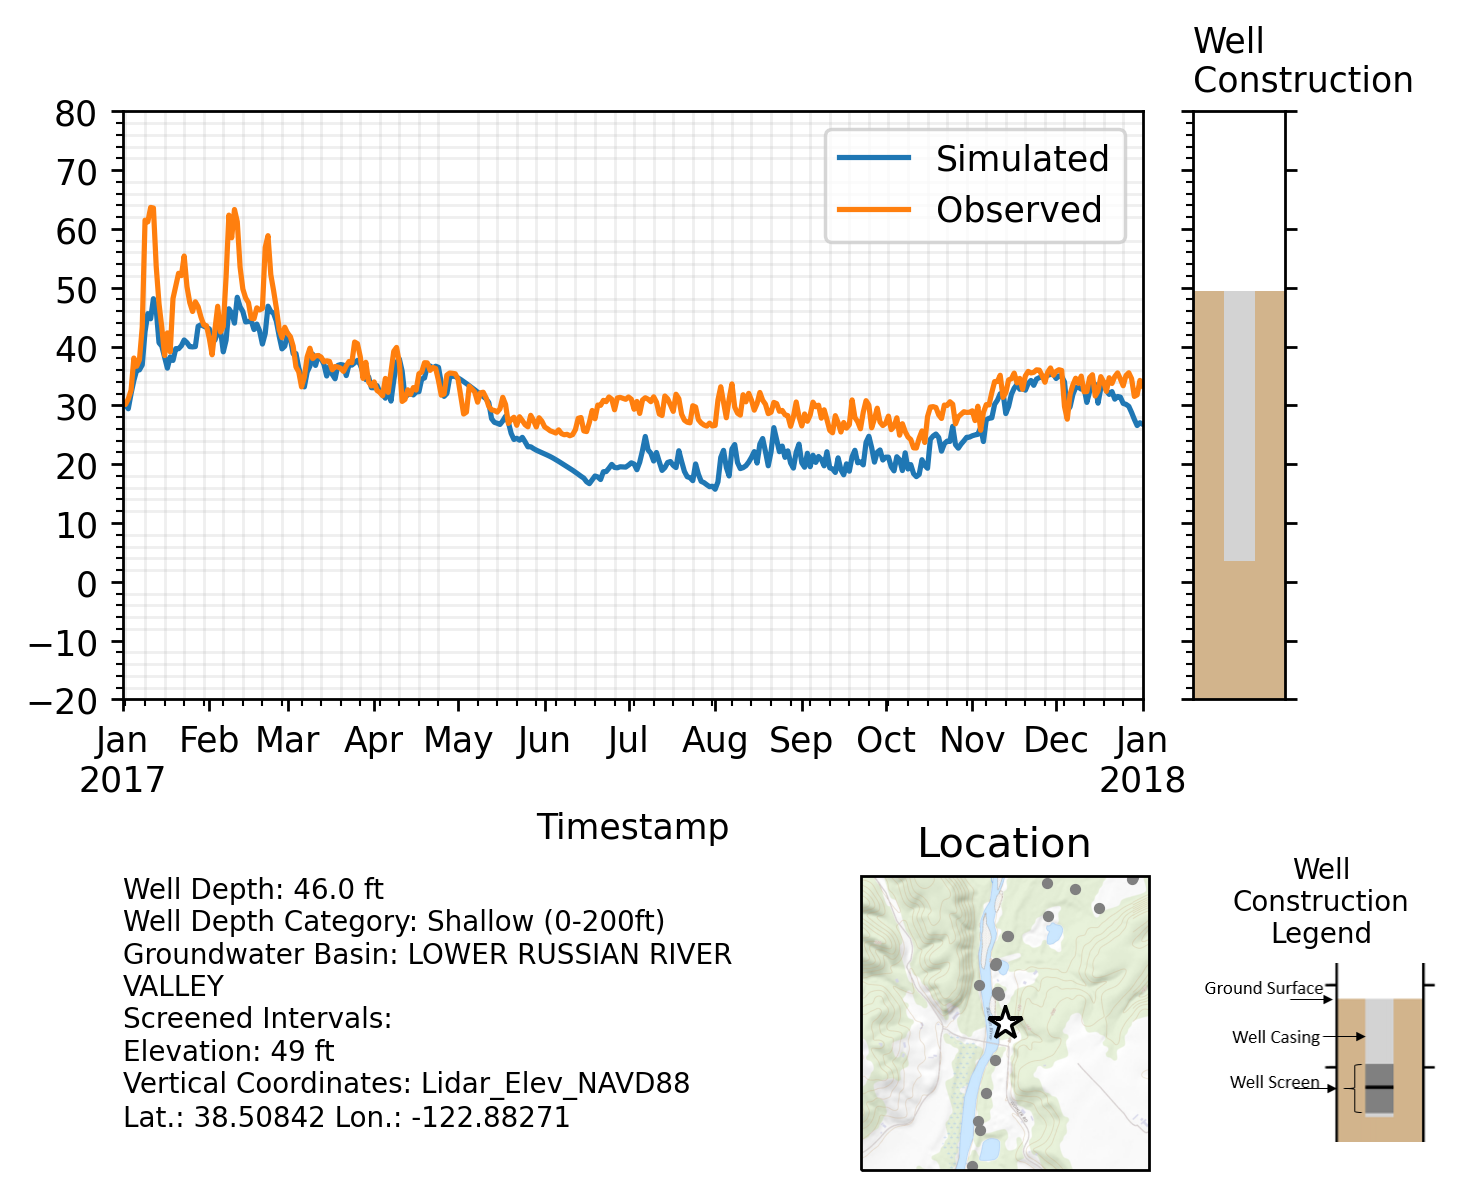 Well
Construction
80
70
60
50
40
30
20
10
0
−10
−20
Simulated
Observed
Jan
2017
Feb
Mar
Apr
May
Jun
Jul
Aug
Sep
Oct
Nov
Dec
Jan
2018
Timestamp
Well Depth: 46.0 ft
Well Depth Category: Shallow (0-200ft)
Groundwater Basin: LOWER RUSSIAN RIVER
VALLEY
Screened Intervals:
Elevation: 49 ft
Vertical Coordinates: Lidar_Elev_NAVD88
Lat.: 38.50842 Lon.: -122.88271
Location
Well
Construction
Legend
Ground Surface
Well Casing
Well Screen